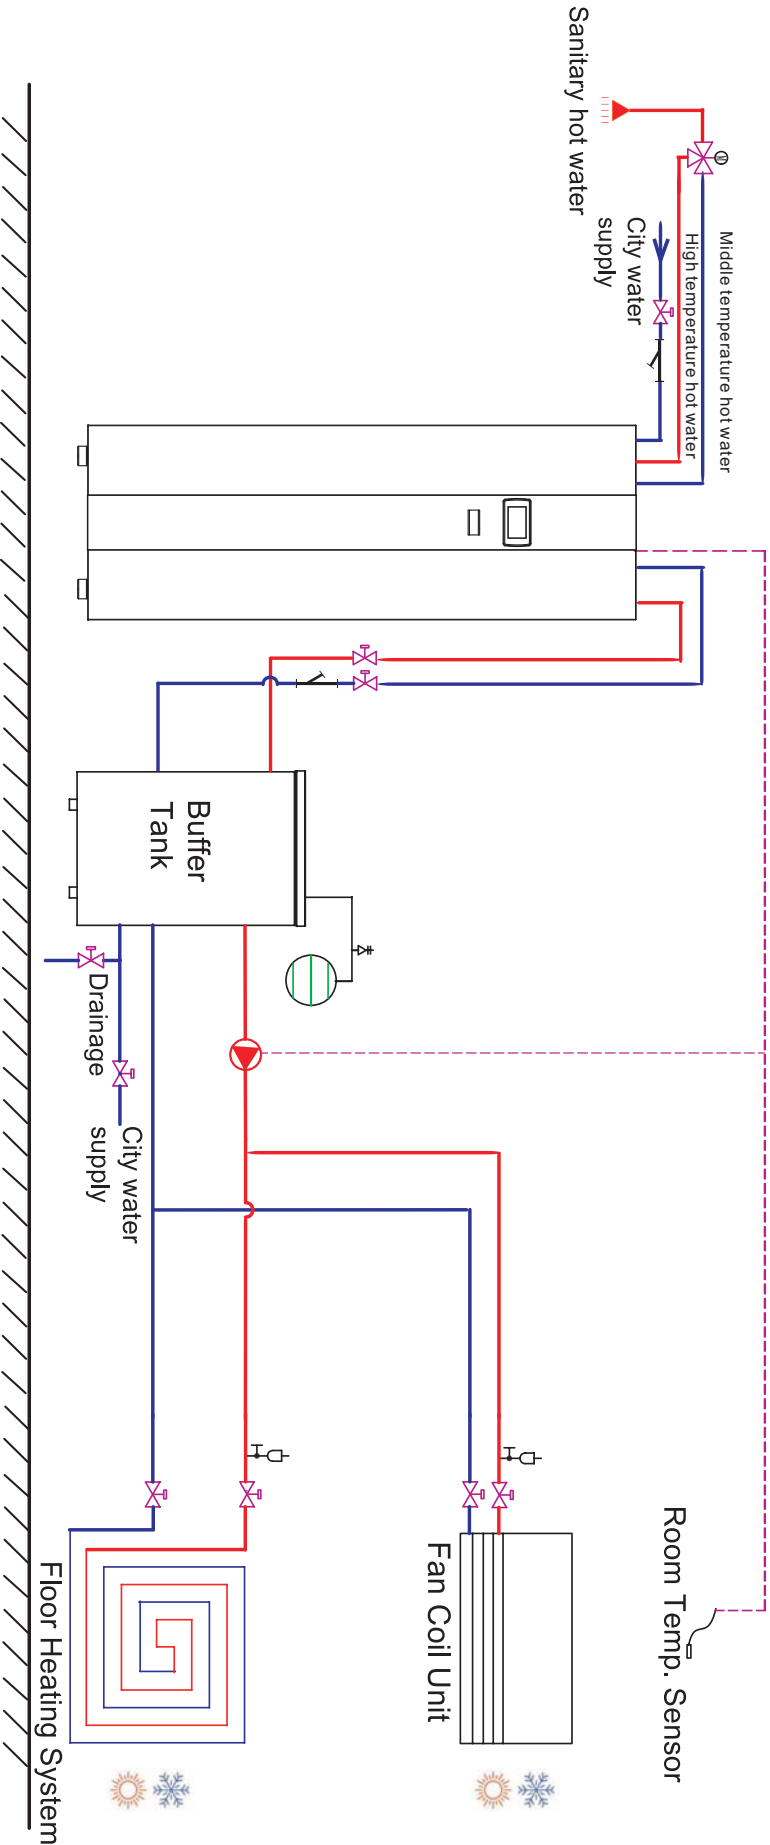 Sanitary hot water
City water
supply
Middle temperature hot water
High temperature hot water
M
Buffer
Tank
Drainage
City water
supply
Room Temp. Sensor
Fan Coil Unit
Floor Heating System